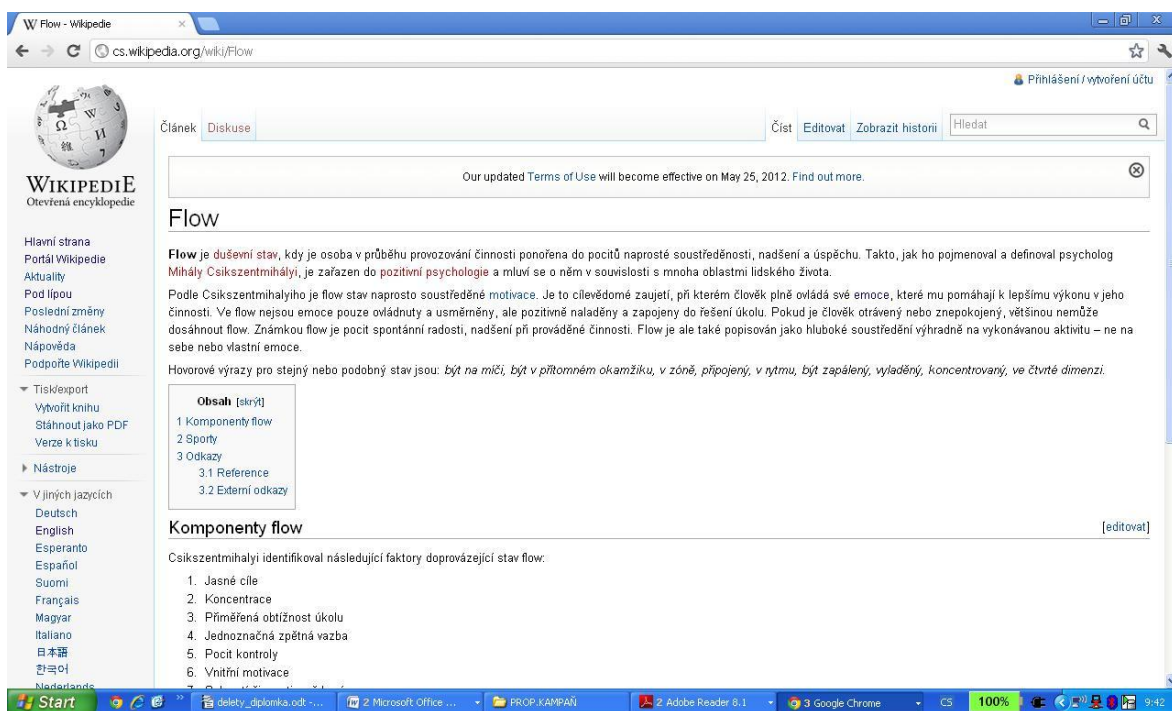 W Flow - Wikipedie
cs.wikipedia.org/wiki/Flow
Přihlášení / vytvoření účtu
Článek Diskuse Číst Editovat Zobrazit historii Hledat
WIKIPEDIE
Otevřená encyklopedie
Our updated Terms of Use will become effective on May 25, 2012. Find out more.
Flow
Flow je duševní stav, kdy je osoba v průběhu provozování činnosti ponořena do pocitů naprosté soustředěnosti, nadšení a úspěchu. Takto, jak ho pojmenoval a definoval psycholog
Mihály Csikszentmihályi, je zařazen do pozitivní psychologie a mluví se o něm v souvislosti s mnoha oblastmi lidského života.
Podle Csikszentmihalyiho je flow stav naprosto soustředěné motivace. Je to cílevědomé zaujetí, při kterém člověk plně ovládá své emoce, které mu pomáhají k lepšímu výkonu v jeho
činnosti. Ve flow nejsou emoce pouze ovládnuty a usměrněny, ale pozitivně naladěny a zapojeny do řešení úkolu. Pokud je člověk otrávený nebo znepokojený, většinou nemůže
dosáhnout flow. Známkou flow je pocit spontánní radosti, nadšení při prováděné činnosti. Flow je ale také popisován jako hluboké soustředění výhradně na vykonávanou aktivitu – ne na
sebe nebo vlastní emoce.
Hovorové výrazy pro stejný nebo podobný stav jsou: být na míči, být v přítomném okamžiku, v zóně, připojený, v rytmu, být zapálený, vyladěný, koncentrovaný, ve čtvrté dimenzi.
Obsah [skrýt]
1 Komponenty flow
2 Sporty
3 Odkazy
3.1 Reference
3.2 Externí odkazy
Komponenty flow [editovat]
Csikszentmihalyi identifikoval následující faktory doprovázející stav flow:
1. Jasné cíle
2. Koncentrace
3. Přiměřená obtížnost úkolu
4. Jednoznačná zpětná vazba
5. Pocit kontroly
6. Vnitřní motivace
Hlavní strana
Portál Wikipedie
Aktuality
Pod lípou
Poslední změny
Náhodný článek
Nápověda
Podpořte Wikipedii
Tisk/export
Vytvořit knihu
Stáhnout jako PDF
Verze k tisku
Nástroje
V jiných jazycích
Deutsch
English
Esperanto
Español
Suomi
Français
Magyar
Italiano
日本語
한국어
Nederlands
Start delety_diplomka.odt -... 2 Microsoft Office ... PROP.KAMPAŇ 2 Adobe Reader 8.1 3 Google Chrome CS 100% 9:42